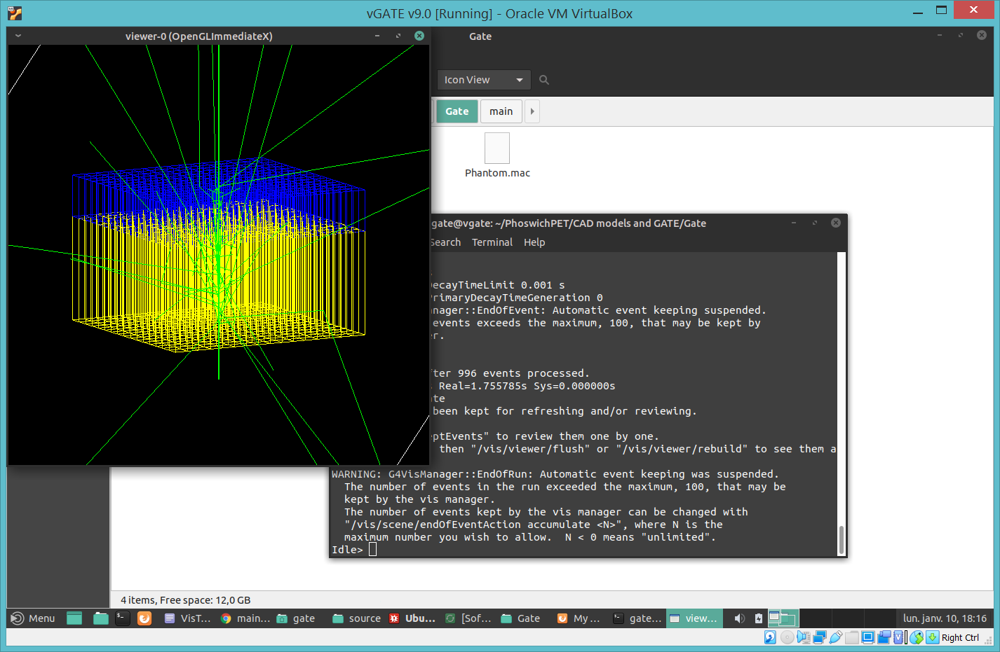 vGATE v9.0 [Running] - Oracle VM VirtualBox
viewer-0 (OpenGLImmediateX)
Gate
Icon View
Gate
main
Phantom.mac
gate@vgate: ~/PhoswichPET/CAD models and GATE/Gate
Search Terminal Help
DecayTimeLimit 0.001 s
PrimaryDecayTimeGeneration 0
nager::EndOfEvent: Automatic event keeping suspended.
events exceeds the maximum, 100, that may be kept by
r.
ter 996 events processed.
Real=1.755785s Sys=0.000000s
te
been kept for refreshing and/or reviewing.
ptEvents" to review them one by one.
then "/vis/viewer/flush" or "/vis/viewer/rebuild" to see them a
WARNING: G4VisManager::EndOfRun: Automatic event keeping was suspended.
The number of events in the run exceeded the maximum, 100, that may be
kept by the vis manager.
The number of events kept by the vis manager can be changed with
"/vis/scene/endOfEventAction accumulate <N>", where N is the
maximum number you wish to allow.  N < 0 means "unlimited".
Idle>
4 items, Free space: 12,0 GB
Menu VisT... main... gate source Ubu... [Sof... Gate My ... gate... view... lun. janv. 10, 18:16
Right Ctrl